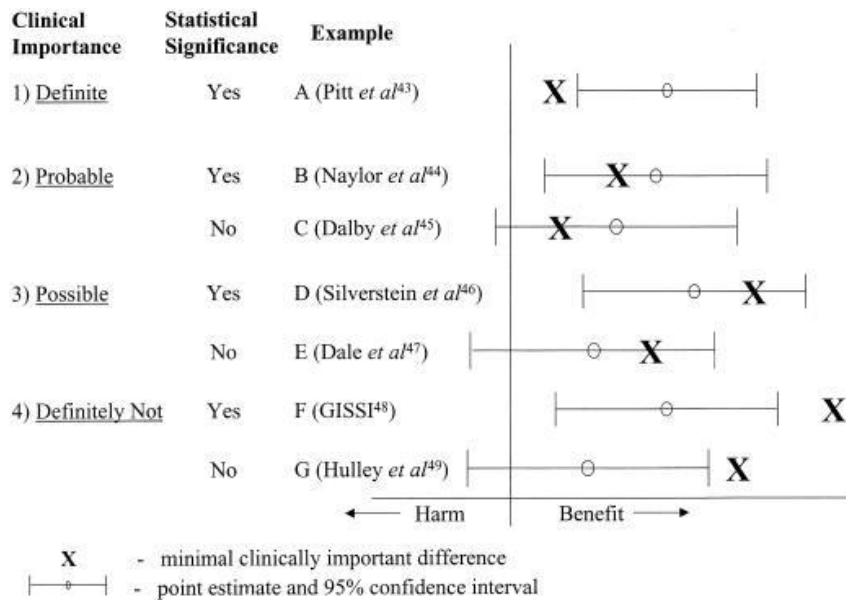 Clinical Importance Statistical Significance Example
1) Definite Yes A (Pitt et al43)
2) Probable Yes B (Naylor et al44)
No C (Dalby et al45)
3) Possible Yes D (Silverstein et al46)
No E (Dale et al47)
4) Definitely Not Yes F (GISSI48)
No G (Hulley et al49)
Harm Benefit
X - minimal clinically important difference
- point estimate and 95% confidence interval